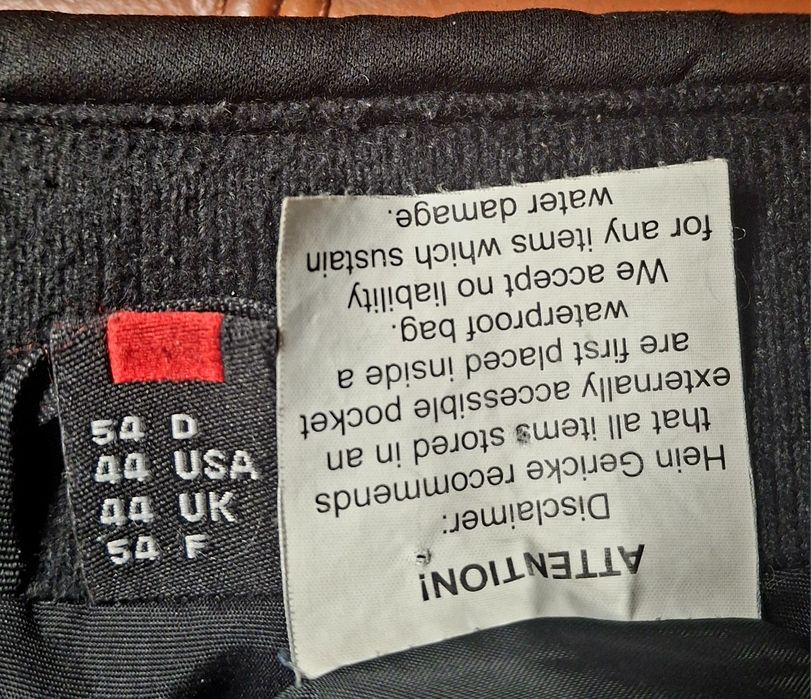 54 D
44 USA
44 UK
54 F
ATTENTION!
Disclaimer:
Hein Gericke recommends
that all items stored in an
externally accessible pocket
are first placed inside a
waterproof bag.
We accept no liability
for any items which sustain
water damage.